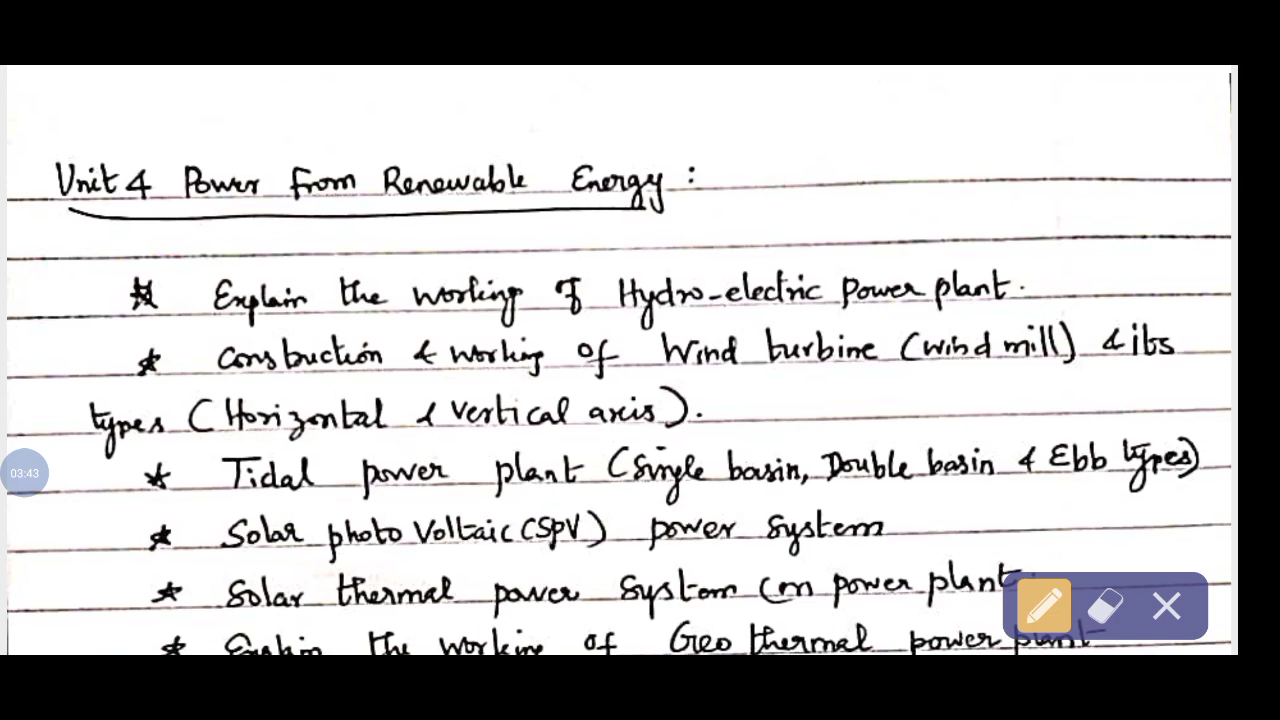 Unit 4 Power from Renewable Energy :
★ Explain the working of Hydro-electric power plant.
★ Construction & working of Wind turbine (wind mill) & its
types (Horizontal & vertical axis).
★ Tidal power plant (Single basin, Double basin & Ebb types)
03:43
★ Solar photo Voltaic (SPV) power system
★ Solar thermal power system (or) power plant.
★ Explain the working of Geo thermal power plant